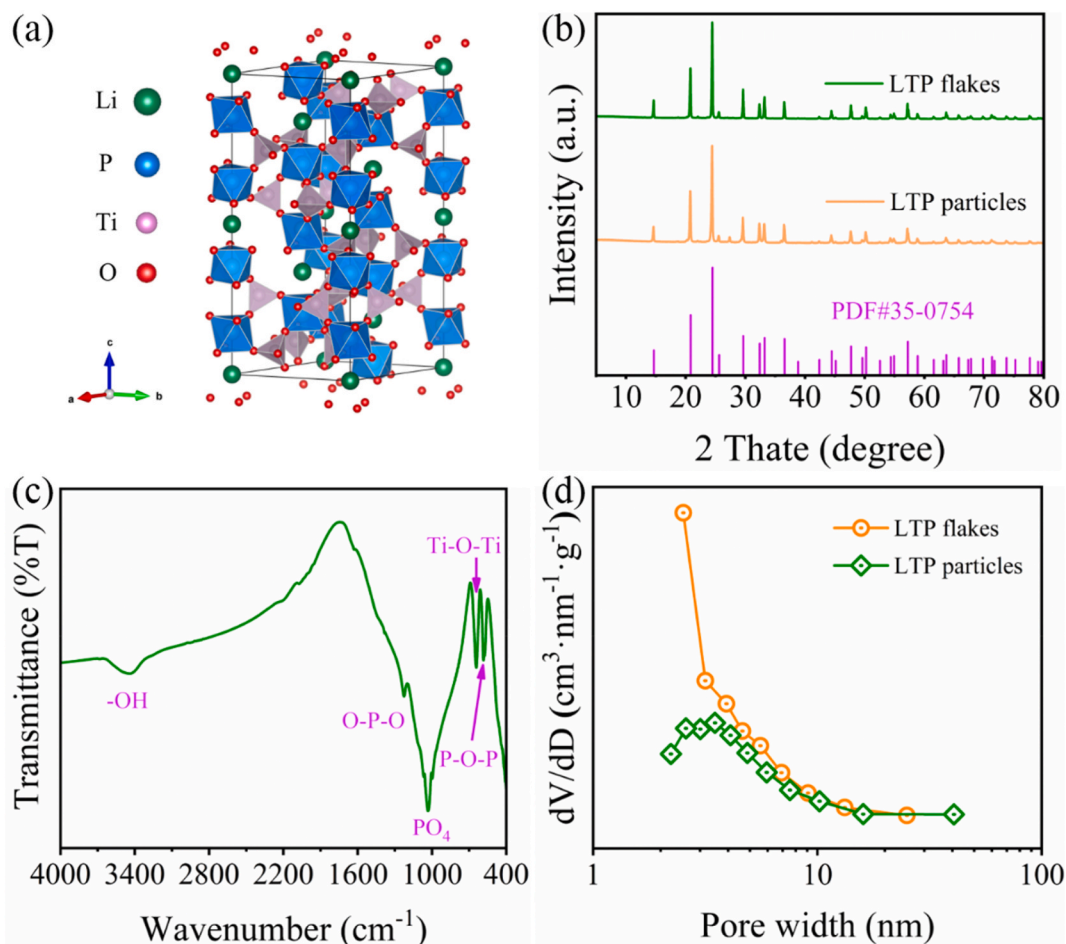 (a)
Li
P
Ti
O
c
a
b
(b)
Intensity (a.u.)
LTP flakes
LTP particles
PDF#35-0754
10 20 30 40 50 60 70 80
2 Thate (degree)
(c)
Transmittance (%T)
Ti-O-Ti
-OH
O-P-O
P-O-P
PO₄
4000 3400 2800 2200 1600 1000 400
Wavenumber (cm⁻¹)
(d)
dV/dD (cm³·nm⁻¹·g⁻¹)
LTP flakes
LTP particles
1 10 100
Pore width (nm)